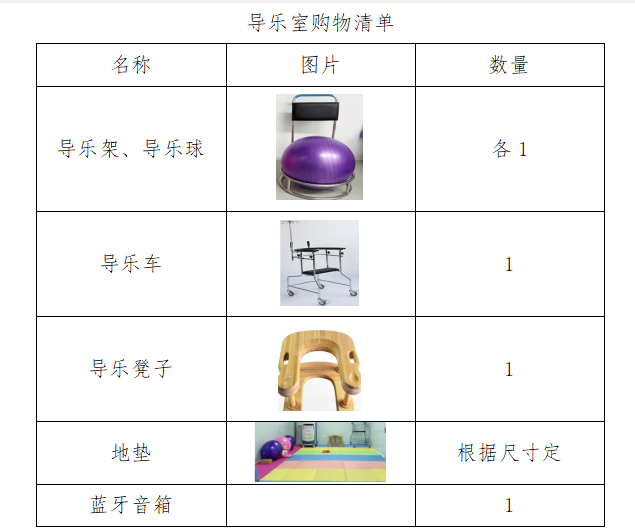 导乐室购物清单
名称 图片 数量
导乐架、导乐球 各 1
导乐车 1
导乐凳子 1
地垫 根据尺寸定
蓝牙音箱 1